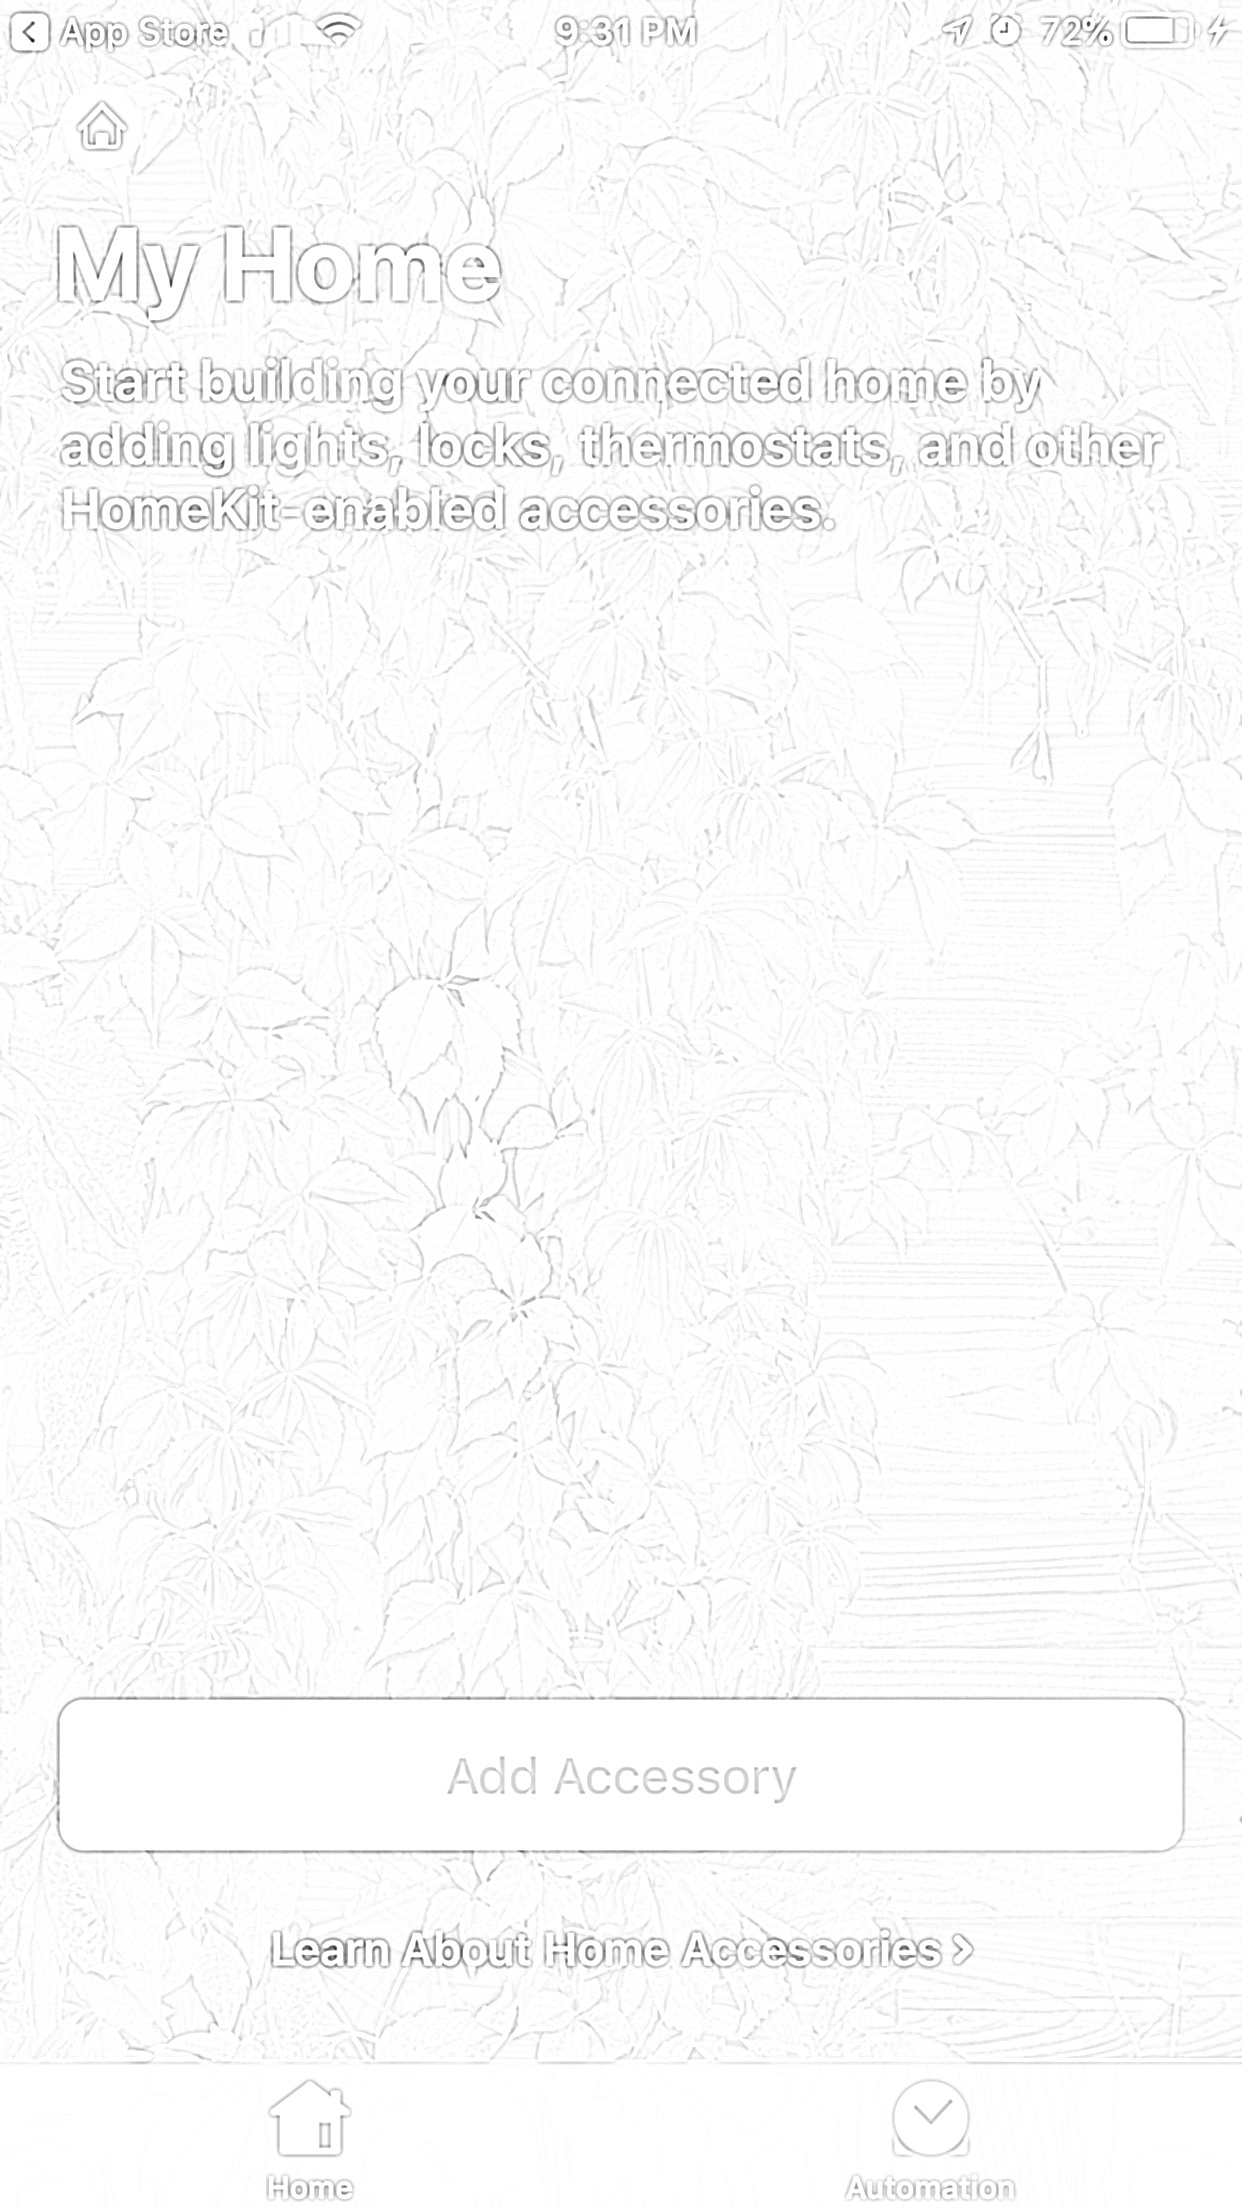 App Store
9:31 PM
72%
My Home
Start building your connected home by
adding lights, locks, thermostats, and other
HomeKit-enabled accessories.
Add Accessory
Learn About Home Accessories >
Home
Automation